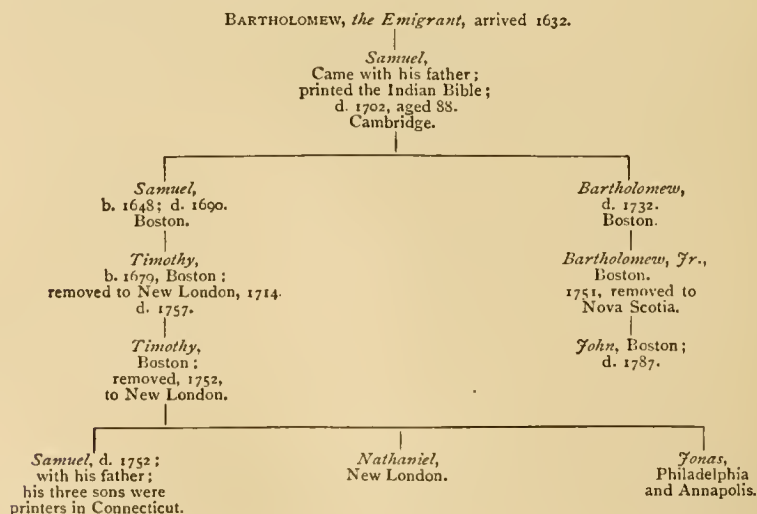 BARTHOLOMEW, the Emigrant, arrived 1632.
Samuel,
Came with his father;
printed the Indian Bible;
d. 1702, aged 88.
Cambridge.
Samuel,
b. 1648; d. 1690.
Boston.
Timothy,
b. 1679, Boston;
removed to New London, 1714.
d. 1757.
Timothy,
Boston;
removed, 1752,
to New London.
Bartholomew,
d. 1732.
Boston.
Bartholomew, Jr.,
Boston.
1751, removed to
Nova Scotia.
John, Boston;
d. 1787.
Samuel, d. 1752;
with his father;
his three sons were
printers in Connecticut.
Nathaniel,
New London.
Jonas,
Philadelphia
and Annapolis.